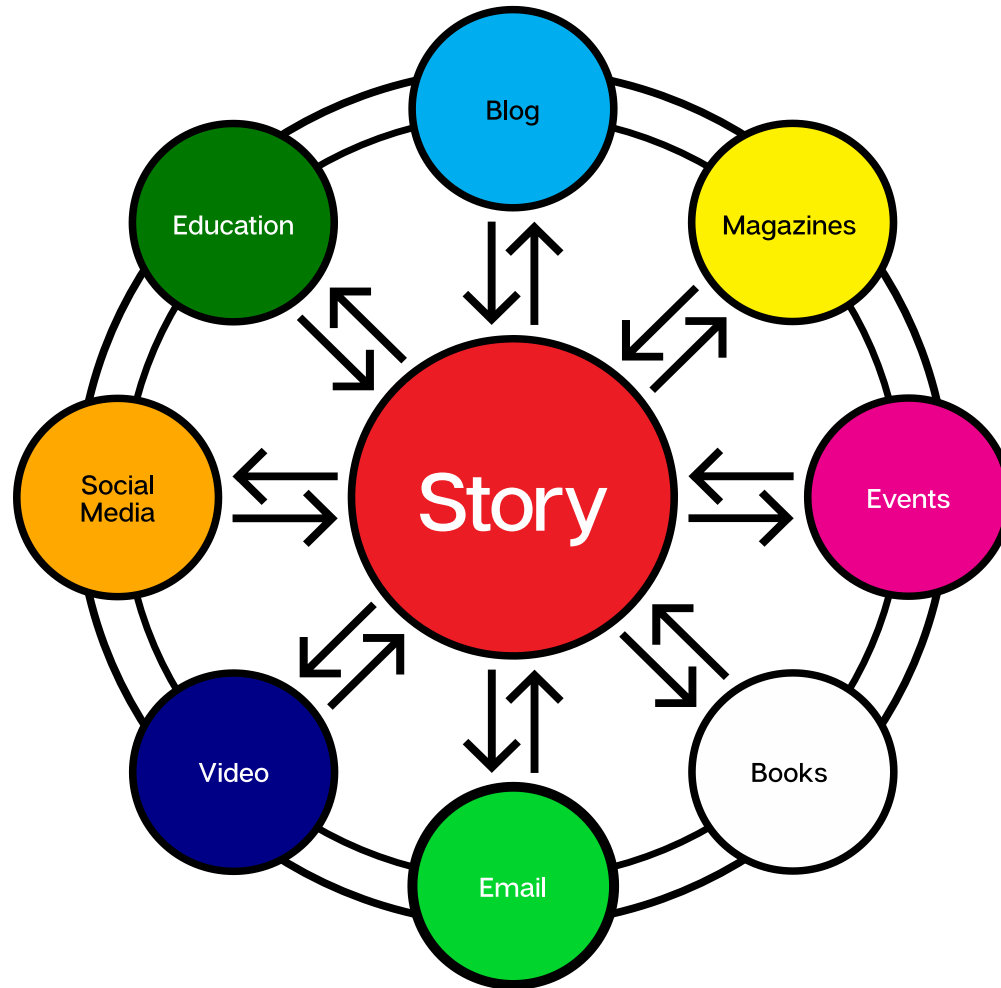 Blog
Education
Magazines
Social
Media
Story
Events
Video
Books
Email